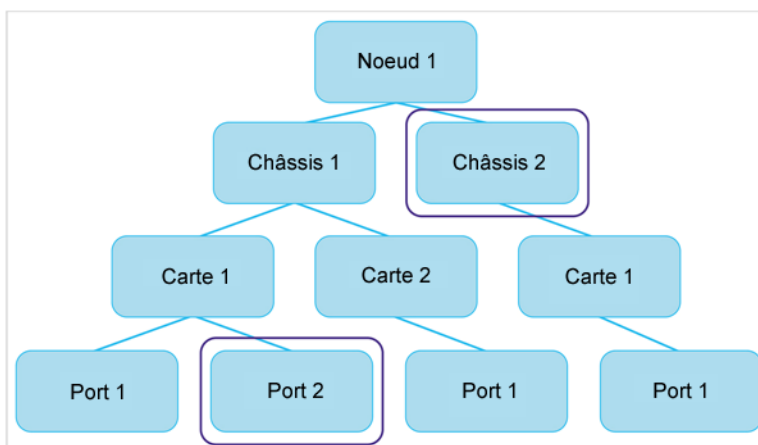 Noeud 1
Châssis 1
Châssis 2
Carte 1
Carte 2
Carte 1
Port 1
Port 2
Port 1
Port 1